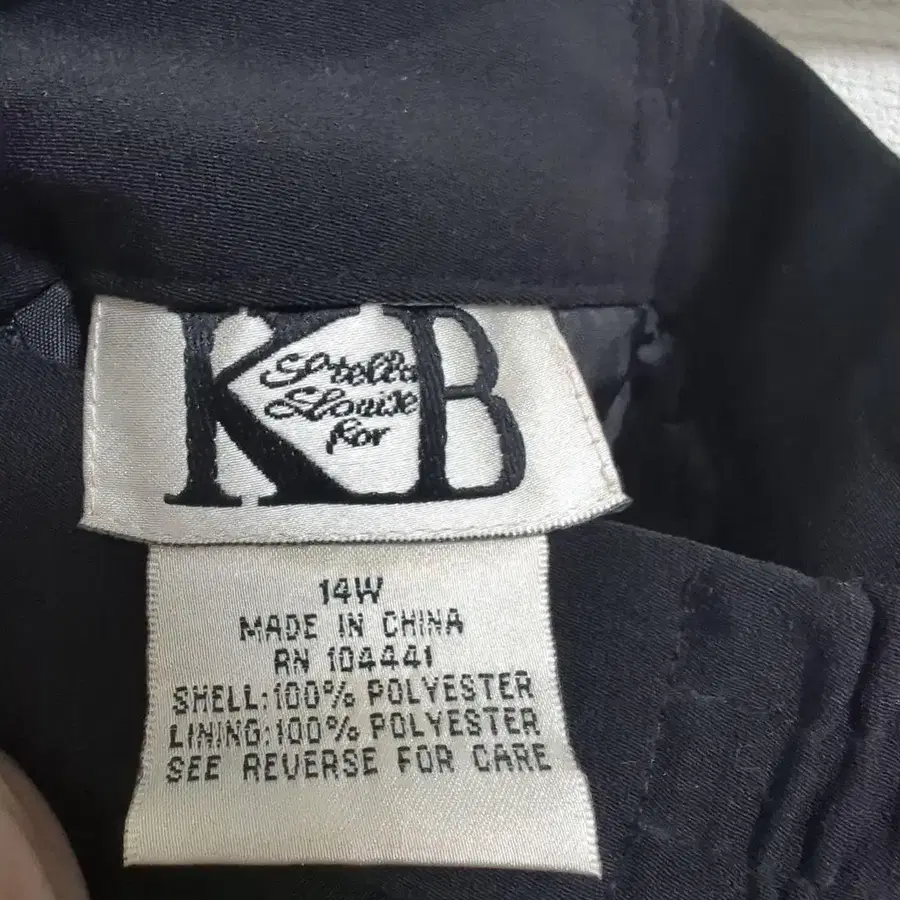 KB
Stella
Louise
for
14W
MADE IN CHINA
RN 104441
SHELL:100% POLYESTER
LINING:100% POLYESTER
SEE REVERSE FOR CARE